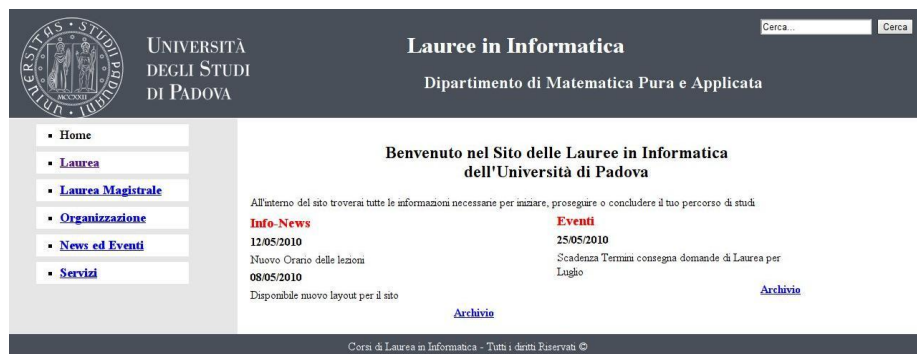 UNIVERSITÀ
DEGLI STUDI
DI PADOVA
Lauree in Informatica
Dipartimento di Matematica Pura e Applicata
Cerca...
Cerca
Home
Laurea
Laurea Magistrale
Organizzazione
News ed Eventi
Servizi
Benvenuto nel Sito delle Lauree in Informatica
dell'Università di Padova
All'interno del sito troverai tutte le informazioni necessarie per iniziare, proseguire o concludere il tuo percorso di studi
Info-News
12/05/2010
Nuovo Orario delle lezioni
08/05/2010
Disponibile nuovo layout per il sito
Archivio
Eventi
25/05/2010
Scadenza Termini consegna domande di Laurea per
Luglio
Archivio
Corsi di Laurea in Informatica - Tutti i diritti Riservati ©